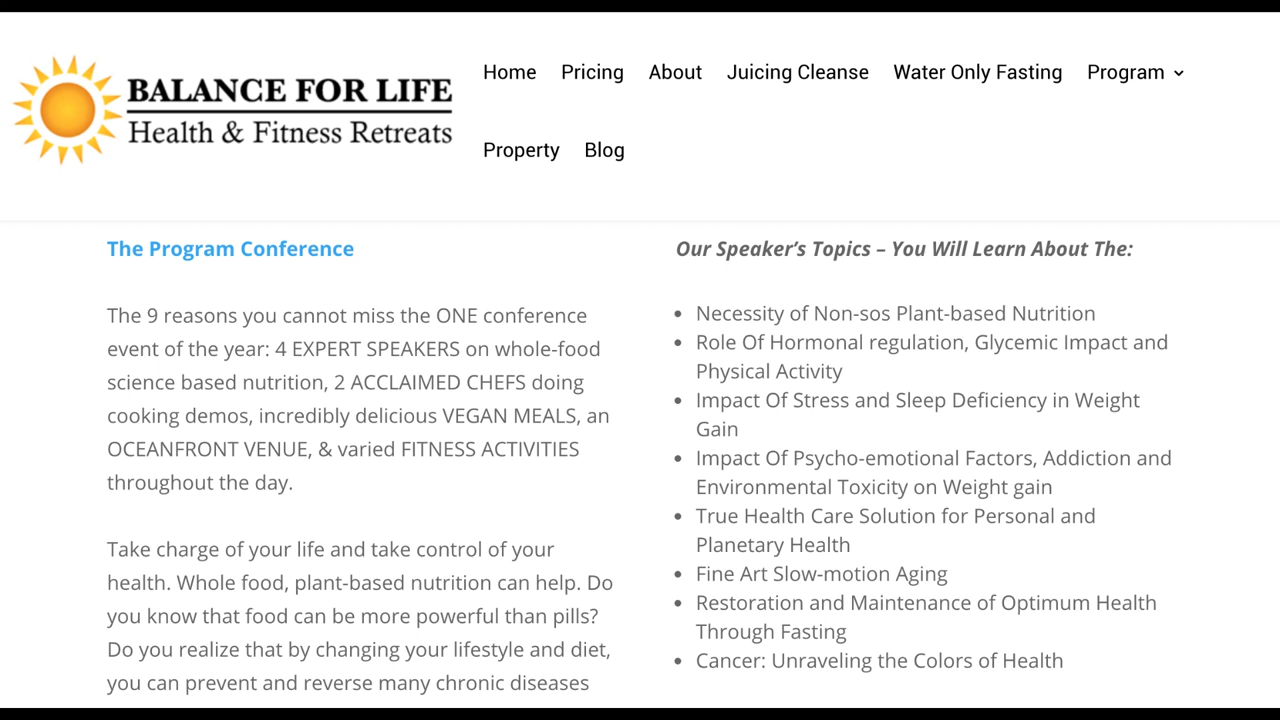 BALANCE FOR LIFE
Health & Fitness Retreats
Home Pricing About Juicing Cleanse Water Only Fasting Program
Property Blog
The Program Conference
The 9 reasons you cannot miss the ONE conference
event of the year: 4 EXPERT SPEAKERS on whole-food
science based nutrition, 2 ACCLAIMED CHEFS doing
cooking demos, incredibly delicious VEGAN MEALS, an
OCEANFRONT VENUE, & varied FITNESS ACTIVITIES
throughout the day.
Take charge of your life and take control of your
health. Whole food, plant-based nutrition can help. Do
you know that food can be more powerful than pills?
Do you realize that by changing your lifestyle and diet,
you can prevent and reverse many chronic diseases
Our Speaker’s Topics – You Will Learn About The:
• Necessity of Non-sos Plant-based Nutrition
• Role Of Hormonal regulation, Glycemic Impact and
Physical Activity
• Impact Of Stress and Sleep Deficiency in Weight
Gain
• Impact Of Psycho-emotional Factors, Addiction and
Environmental Toxicity on Weight gain
• True Health Care Solution for Personal and
Planetary Health
• Fine Art Slow-motion Aging
• Restoration and Maintenance of Optimum Health
Through Fasting
• Cancer: Unraveling the Colors of Health